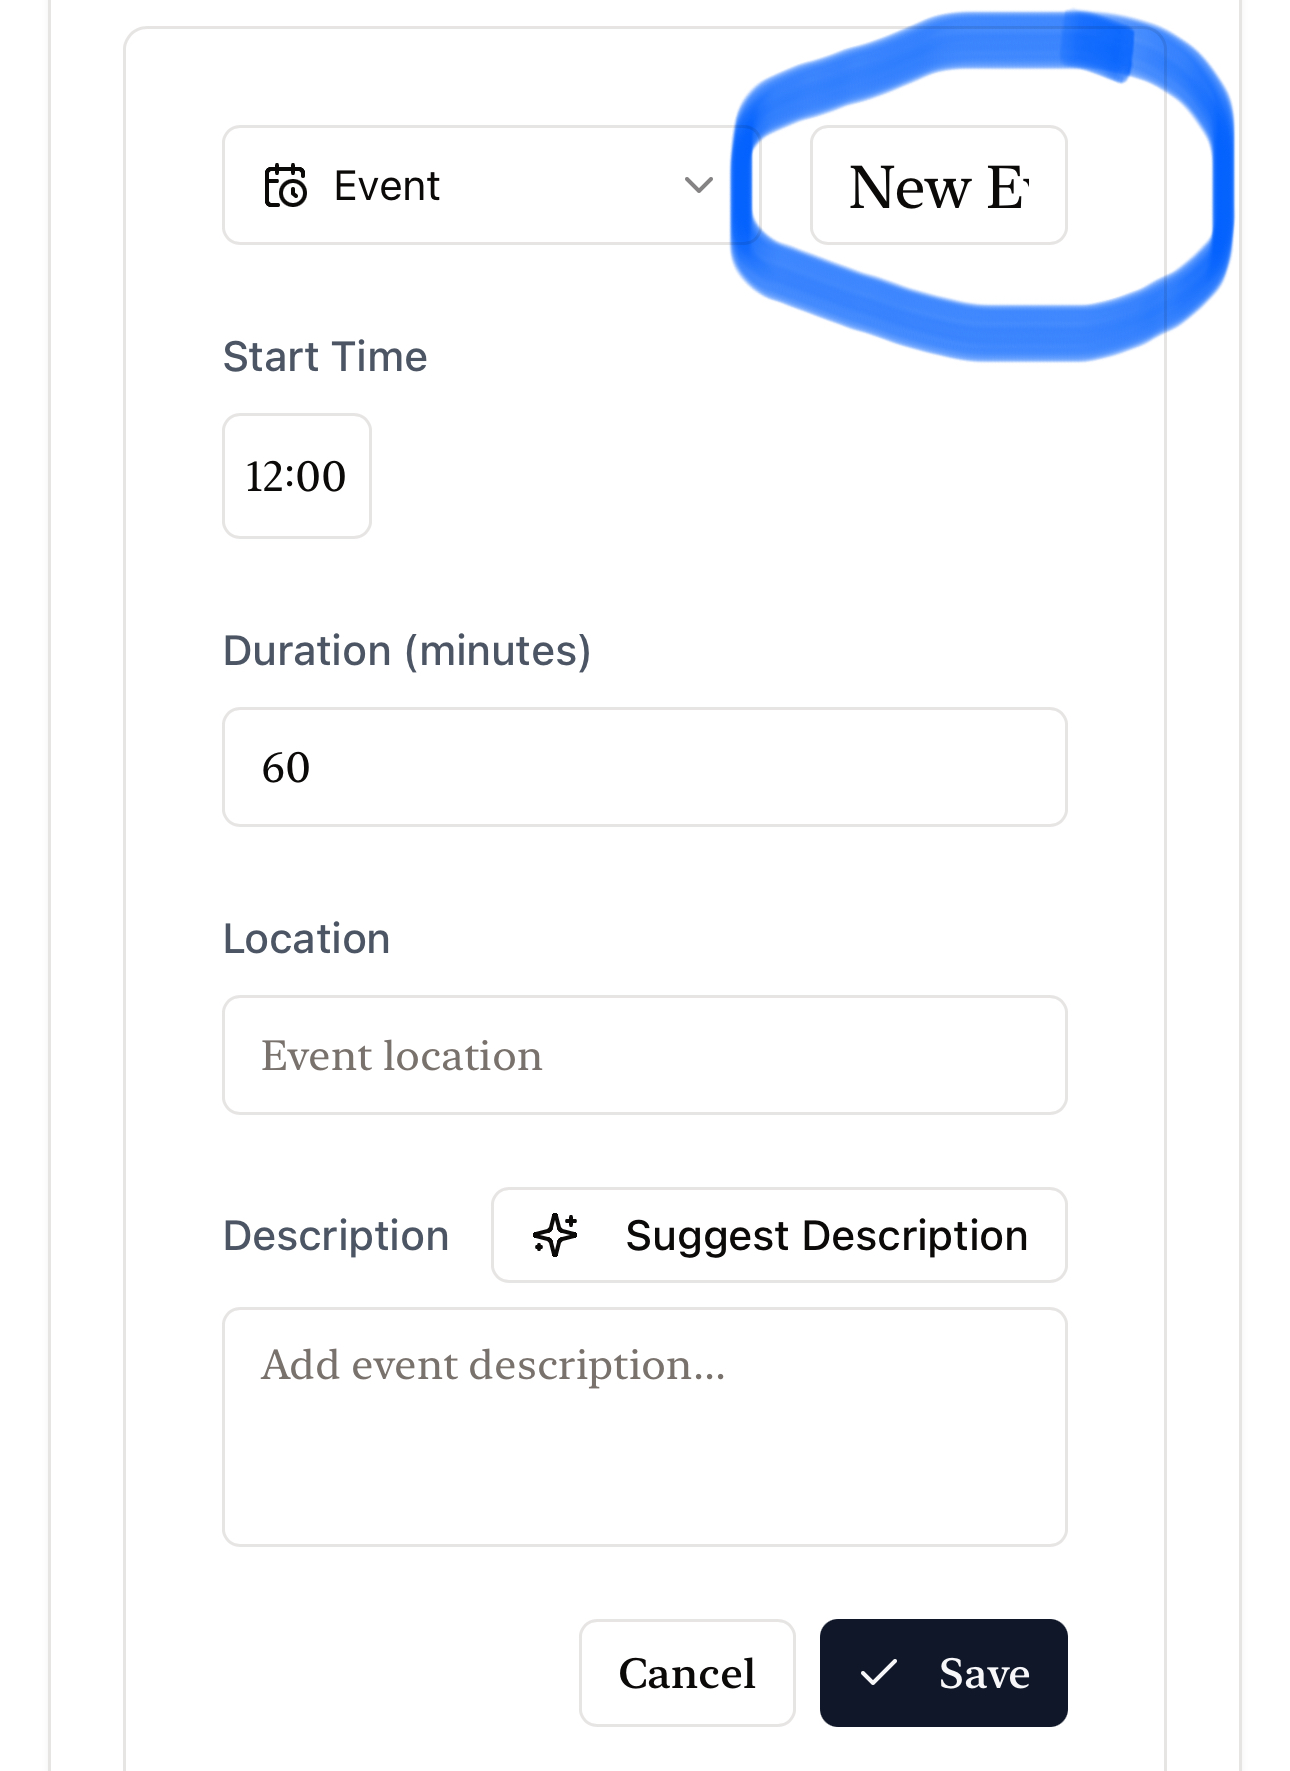 Event
New E
Start Time
12:00
Duration (minutes)
60
Location
Event location
Description
Suggest Description
Add event description...
Cancel
Save